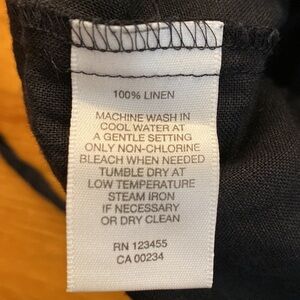 100% LINEN
MACHINE WASH IN
COOL WATER AT
A GENTLE SETTING
ONLY NON-CHLORINE
BLEACH WHEN NEEDED
TUMBLE DRY AT
LOW TEMPERATURE
STEAM IRON
IF NECESSARY
OR DRY CLEAN
RN 123455
CA 00234